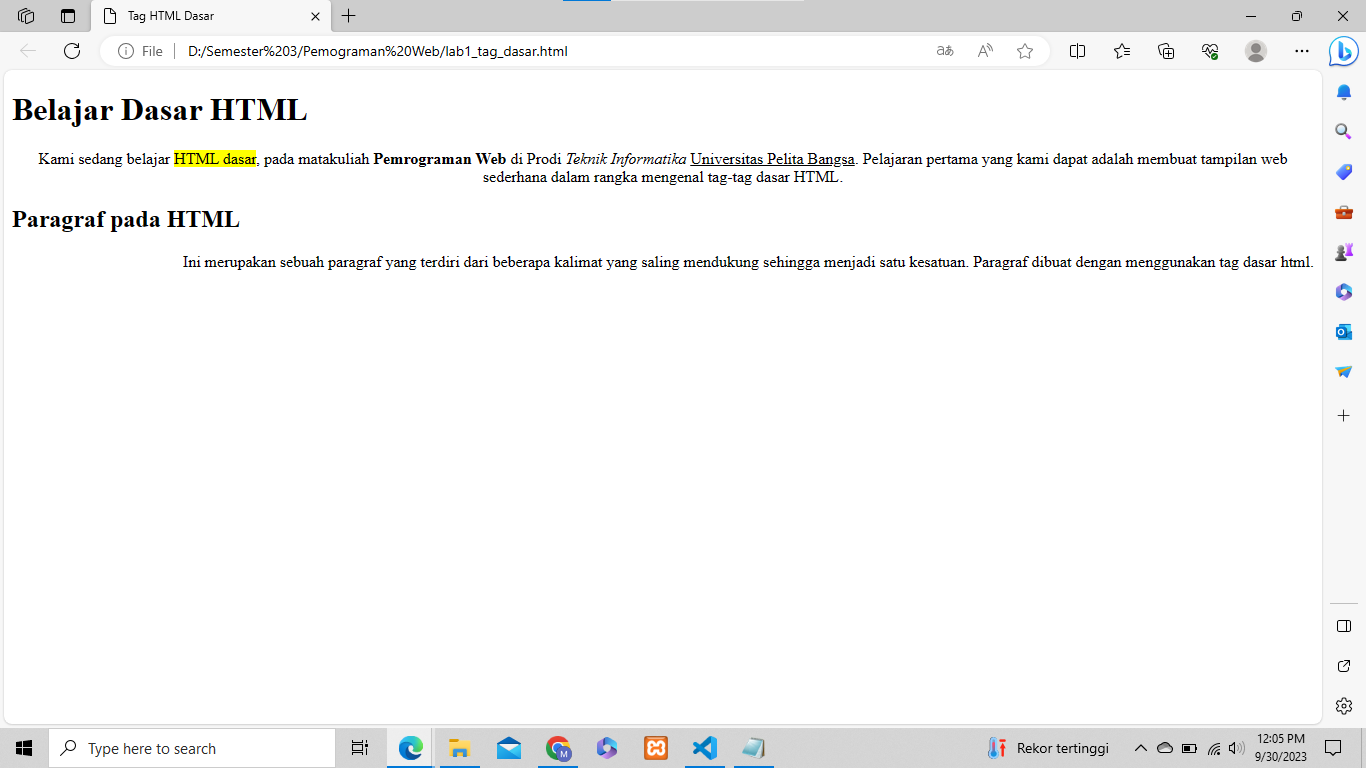 Tag HTML Dasar
File
D:/Semester%203/Pemograman%20Web/lab1_tag_dasar.html
Belajar Dasar HTML
Kami sedang belajar HTML dasar, pada matakuliah Pemrograman Web di Prodi Teknik Informatika Universitas Pelita Bangsa. Pelajaran pertama yang kami dapat adalah membuat tampilan web
sederhana dalam rangka mengenal tag-tag dasar HTML.
Paragraf pada HTML
Ini merupakan sebuah paragraf yang terdiri dari beberapa kalimat yang saling mendukung sehingga menjadi satu kesatuan. Paragraf dibuat dengan menggunakan tag dasar html.
Type here to search
Rekor tertinggi
12:05 PM
9/30/2023